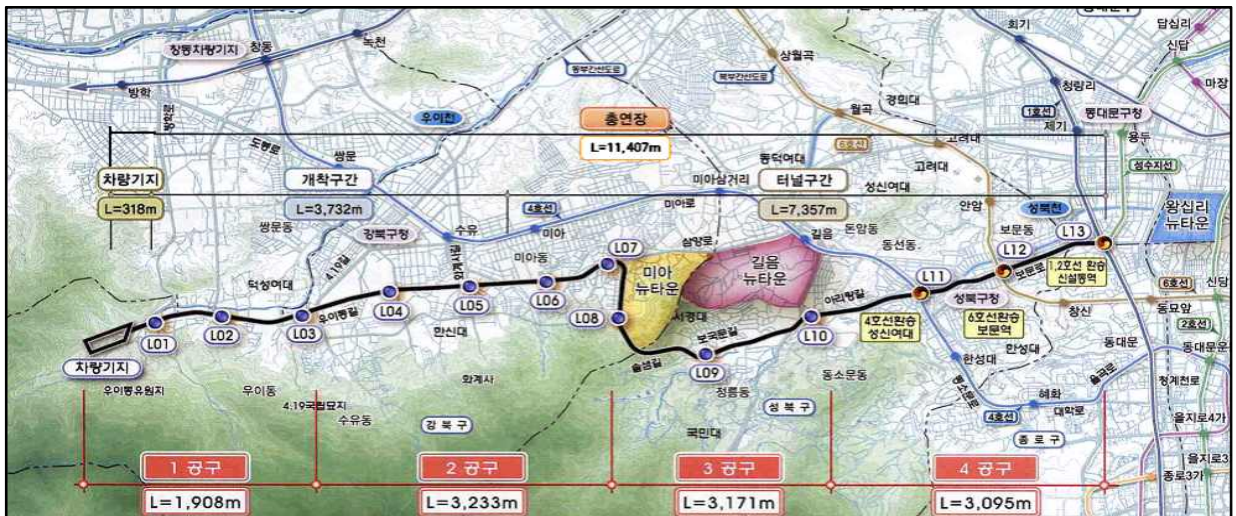 녹천
창동차량기지
창동
방학
방학로
동부간선도로
북부간선도로
상월곡
월곡
경희대
회기
청량리
1호선
제기
동대문구청
용두
답십리
신답
마장
성수지선
총연장
L=11,407m
우이천
도봉로
쌍문
차량기지
L=318m
개착구간
L=3,732m
터널구간
L=7,357m
동덕여대
성신여대
6호선
고려대
고려대
안암
성북천
왕십리
뉴타운
쌍문동
강북구청
수유
4호선
미아
미아로
미아삼거리
길음
돈암동
동선동
보문동
덕성여대
4.19길
미아동
삼양로
미아
뉴타운
길음
뉴타운
L01
L02
L03
L04
L05
L06
L07
L08
L09
L10
L11
L12
L13
우이동길
한신대
서경대
보국문길
솔샘길
아리랑길
보문로
1,2호선 환승
신설동역
4호선환승
성신여대
성북구청
6호선환승
보문역
창신
6호선
동묘앞
신당
2호선
차량기지
우이동유원지
우이동
4.19국립묘지
수유동
화계사
강북구
정릉동
국민대
성북구
동소문동
한성대
한성대
동소문로
4호선
혜화
대학로
율곡로
동대문
동대문운
청계천로
을지로4가
을지로3
종로3가
종로구
1 공구
L=1,908m
2 공구
L=3,233m
3 공구
L=3,171m
4 공구
L=3,095m